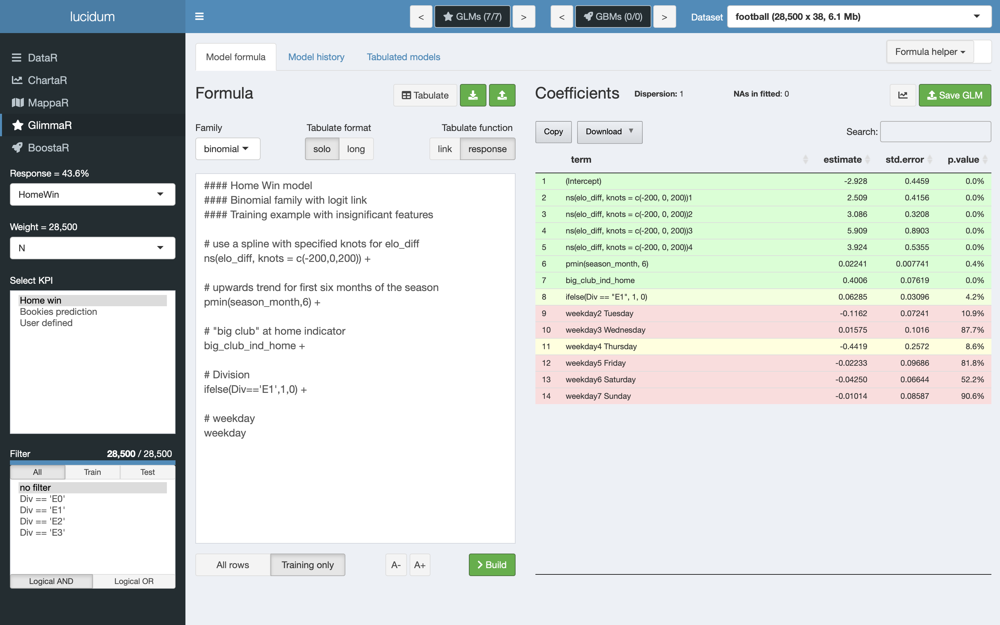 lucidum
< GLMs (7/7) >
< GBMs (0/0) >
Dataset football (28,500 x 38, 6.1 Mb)
DataR
ChartaR
MappaR
GlimmaR
BoostaR
Response = 43.6%
HomeWin
Weight = 28,500
N
Select KPI
Home win
Bookies prediction
User defined
Filter 28,500 / 28,500
All Train Test
no filter
Div == 'E0'
Div == 'E1'
Div == 'E2'
Div == 'E3'
Logical AND Logical OR
Model formula Model history Tabulated models
Formula helper
Formula
Tabulate
Family Tabulate format Tabulate function
binomial solo long link response
#### Home Win model
#### Binomial family with logit link
#### Training example with insignificant features
# use a spline with specified knots for elo_diff
ns(elo_diff, knots = c(-200,0,200)) +
# upwards trend for first six months of the season
pmin(season_month,6) +
# "big club" at home indicator
big_club_ind_home +
# Division
ifelse(Div=='E1',1,0) +
# weekday
weekday
All rows Training only A- A+ Build
Coefficients Dispersion: 1 NAs in fitted: 0 Save GLM
Copy Download ▼ Search:
term estimate std.error p.value
1 (Intercept) -2.928 0.4459 0.0%
2 ns(elo_diff, knots = c(-200, 0, 200))1 2.509 0.4156 0.0%
3 ns(elo_diff, knots = c(-200, 0, 200))2 3.086 0.3208 0.0%
4 ns(elo_diff, knots = c(-200, 0, 200))3 5.909 0.8903 0.0%
5 ns(elo_diff, knots = c(-200, 0, 200))4 3.924 0.5355 0.0%
6 pmin(season_month, 6) 0.02241 0.007741 0.4%
7 big_club_ind_home 0.4006 0.07619 0.0%
8 ifelse(Div == "E1", 1, 0) 0.06285 0.03096 4.2%
9 weekday2 Tuesday -0.1162 0.07241 10.9%
10 weekday3 Wednesday 0.01575 0.1016 87.7%
11 weekday4 Thursday -0.4419 0.2572 8.6%
12 weekday5 Friday -0.02233 0.09686 81.8%
13 weekday6 Saturday -0.04250 0.06644 52.2%
14 weekday7 Sunday -0.01014 0.08587 90.6%